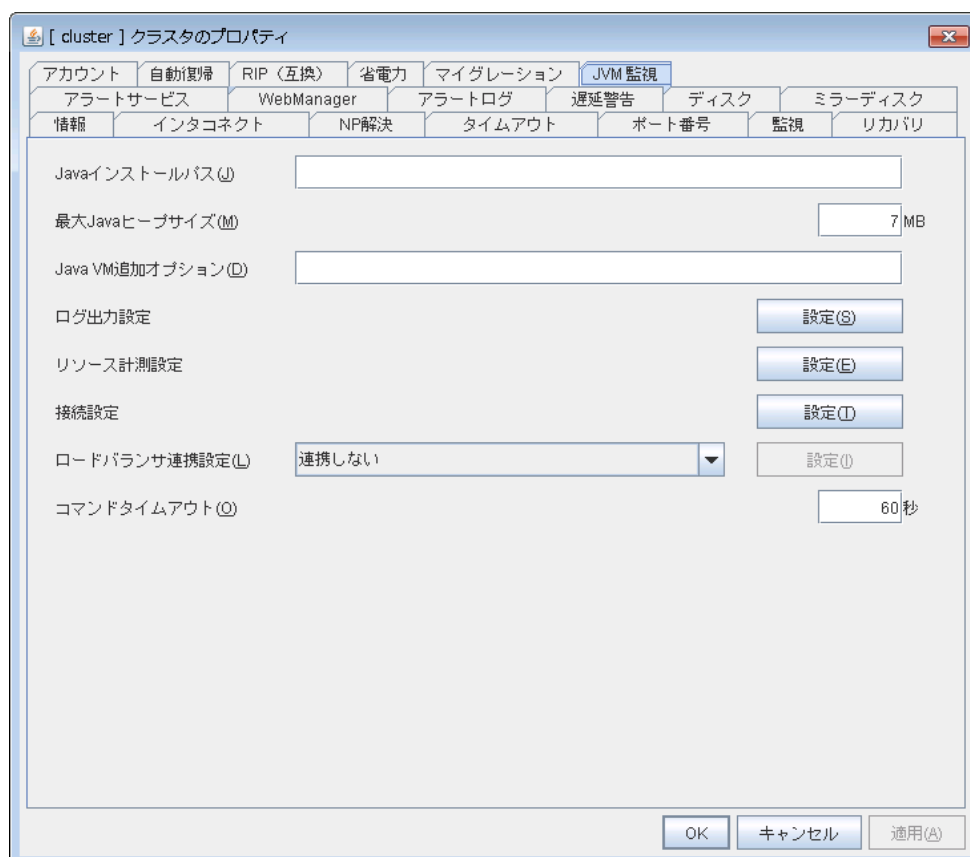 [ cluster ] クラスタのプロパティ
アカウント 自動復帰 RIP（互換） 省電力 マイグレーション JVM監視
アラートサービス WebManager アラートログ 遅延警告 ディスク ミラーディスク
情報 インタコネクト NP解決 タイムアウト ポート番号 監視 リカバリ
Javaインストールパス(J)
最大Javaヒープサイズ(M) 7 MB
Java VM追加オプション(D)
ログ出力設定 設定(S)
リソース計測設定 設定(E)
接続設定 設定(T)
ロードバランサ連携設定(L) 連携しない 設定(I)
コマンドタイムアウト(O) 60 秒
OK キャンセル 適用(A)